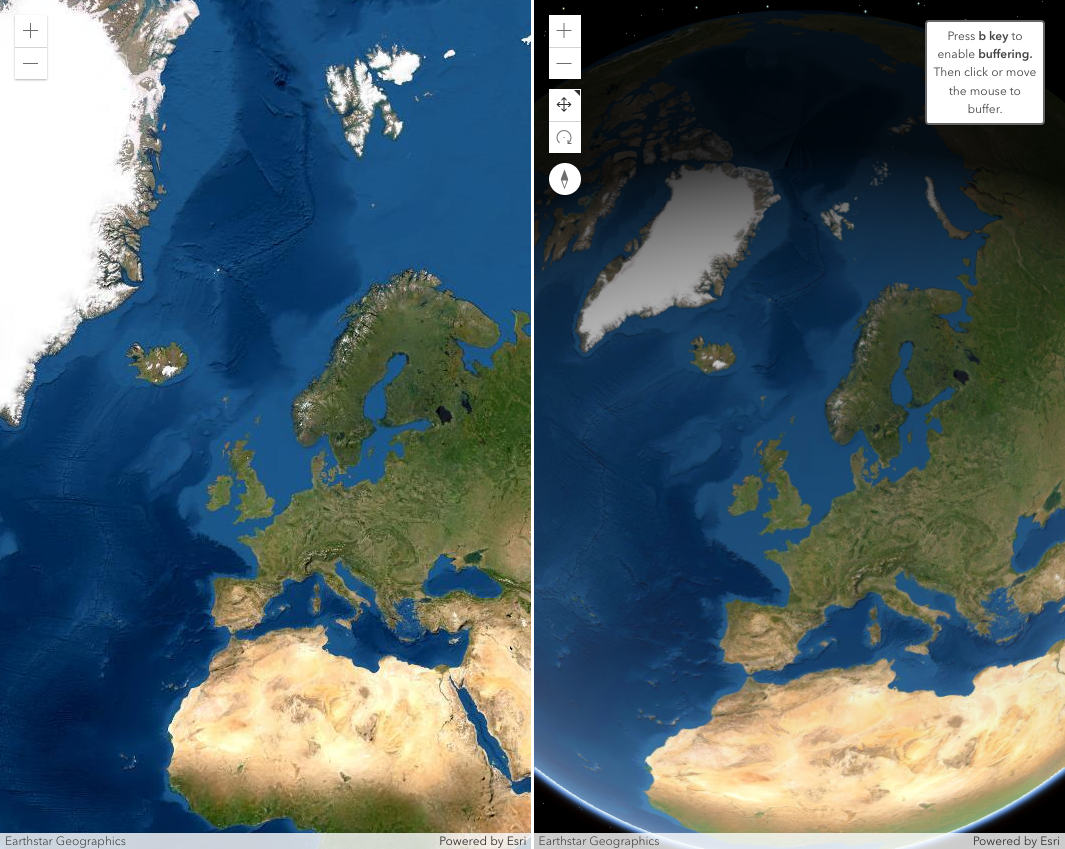 Press b key to
enable buffering.
Then click or move
the mouse to
buffer.
Earthstar Geographics
Powered by Esri
Earthstar Geographics
Powered by Esri